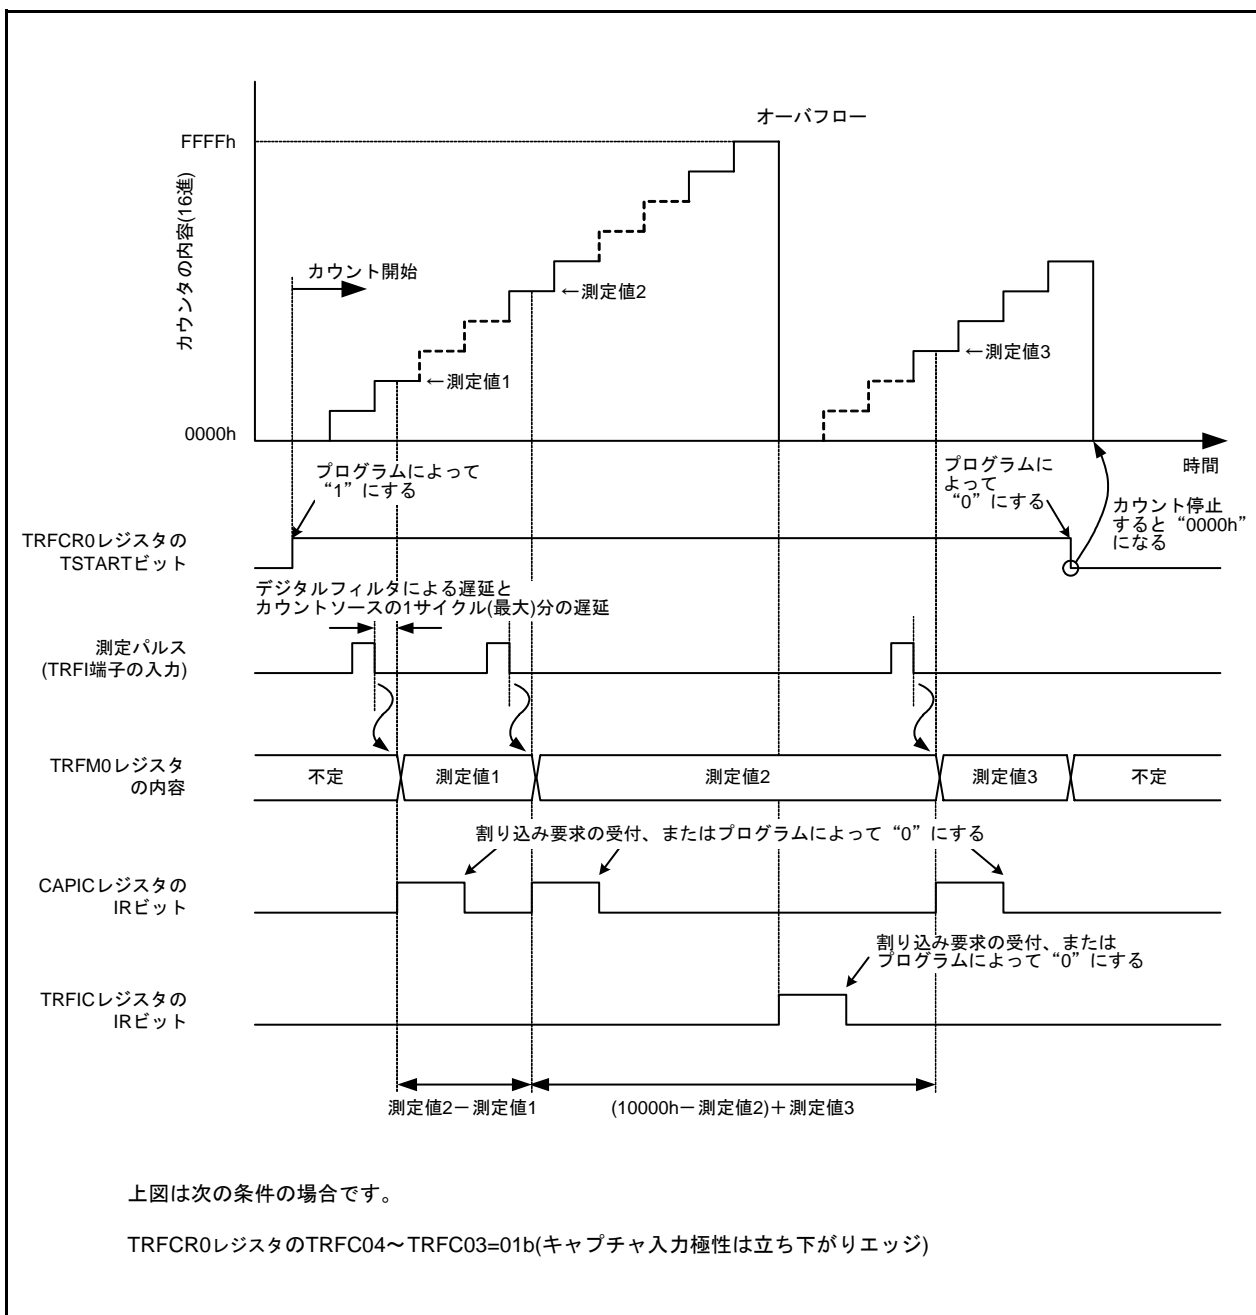 オーバフロー
FFFFh
カウンタの内容(16進)
カウント開始
←測定値2
←測定値1
←測定値3
0000h
時間
プログラムによって
“1”にする
プログラムに
よって
“0”にする
カウント停止
すると“0000h”
になる
TRFCR0レジスタの
TSTARTビット
デジタルフィルタによる遅延と
カウントソースの1サイクル(最大)分の遅延
測定パルス
(TRFI端子の入力)
TRFM0レジスタ
の内容
不定
測定値1
測定値2
測定値3
不定
割り込み要求の受付、またはプログラムによって“0”にする
CAPICレジスタの
IRビット
割り込み要求の受付、または
プログラムによって“0”にする
TRFICレジスタの
IRビット
測定値2－測定値1
(10000h－測定値2)＋測定値3
上図は次の条件の場合です。
TRFCR0レジスタのTRFC04～TRFC03=01b(キャプチャ入力極性は立ち下がりエッジ)